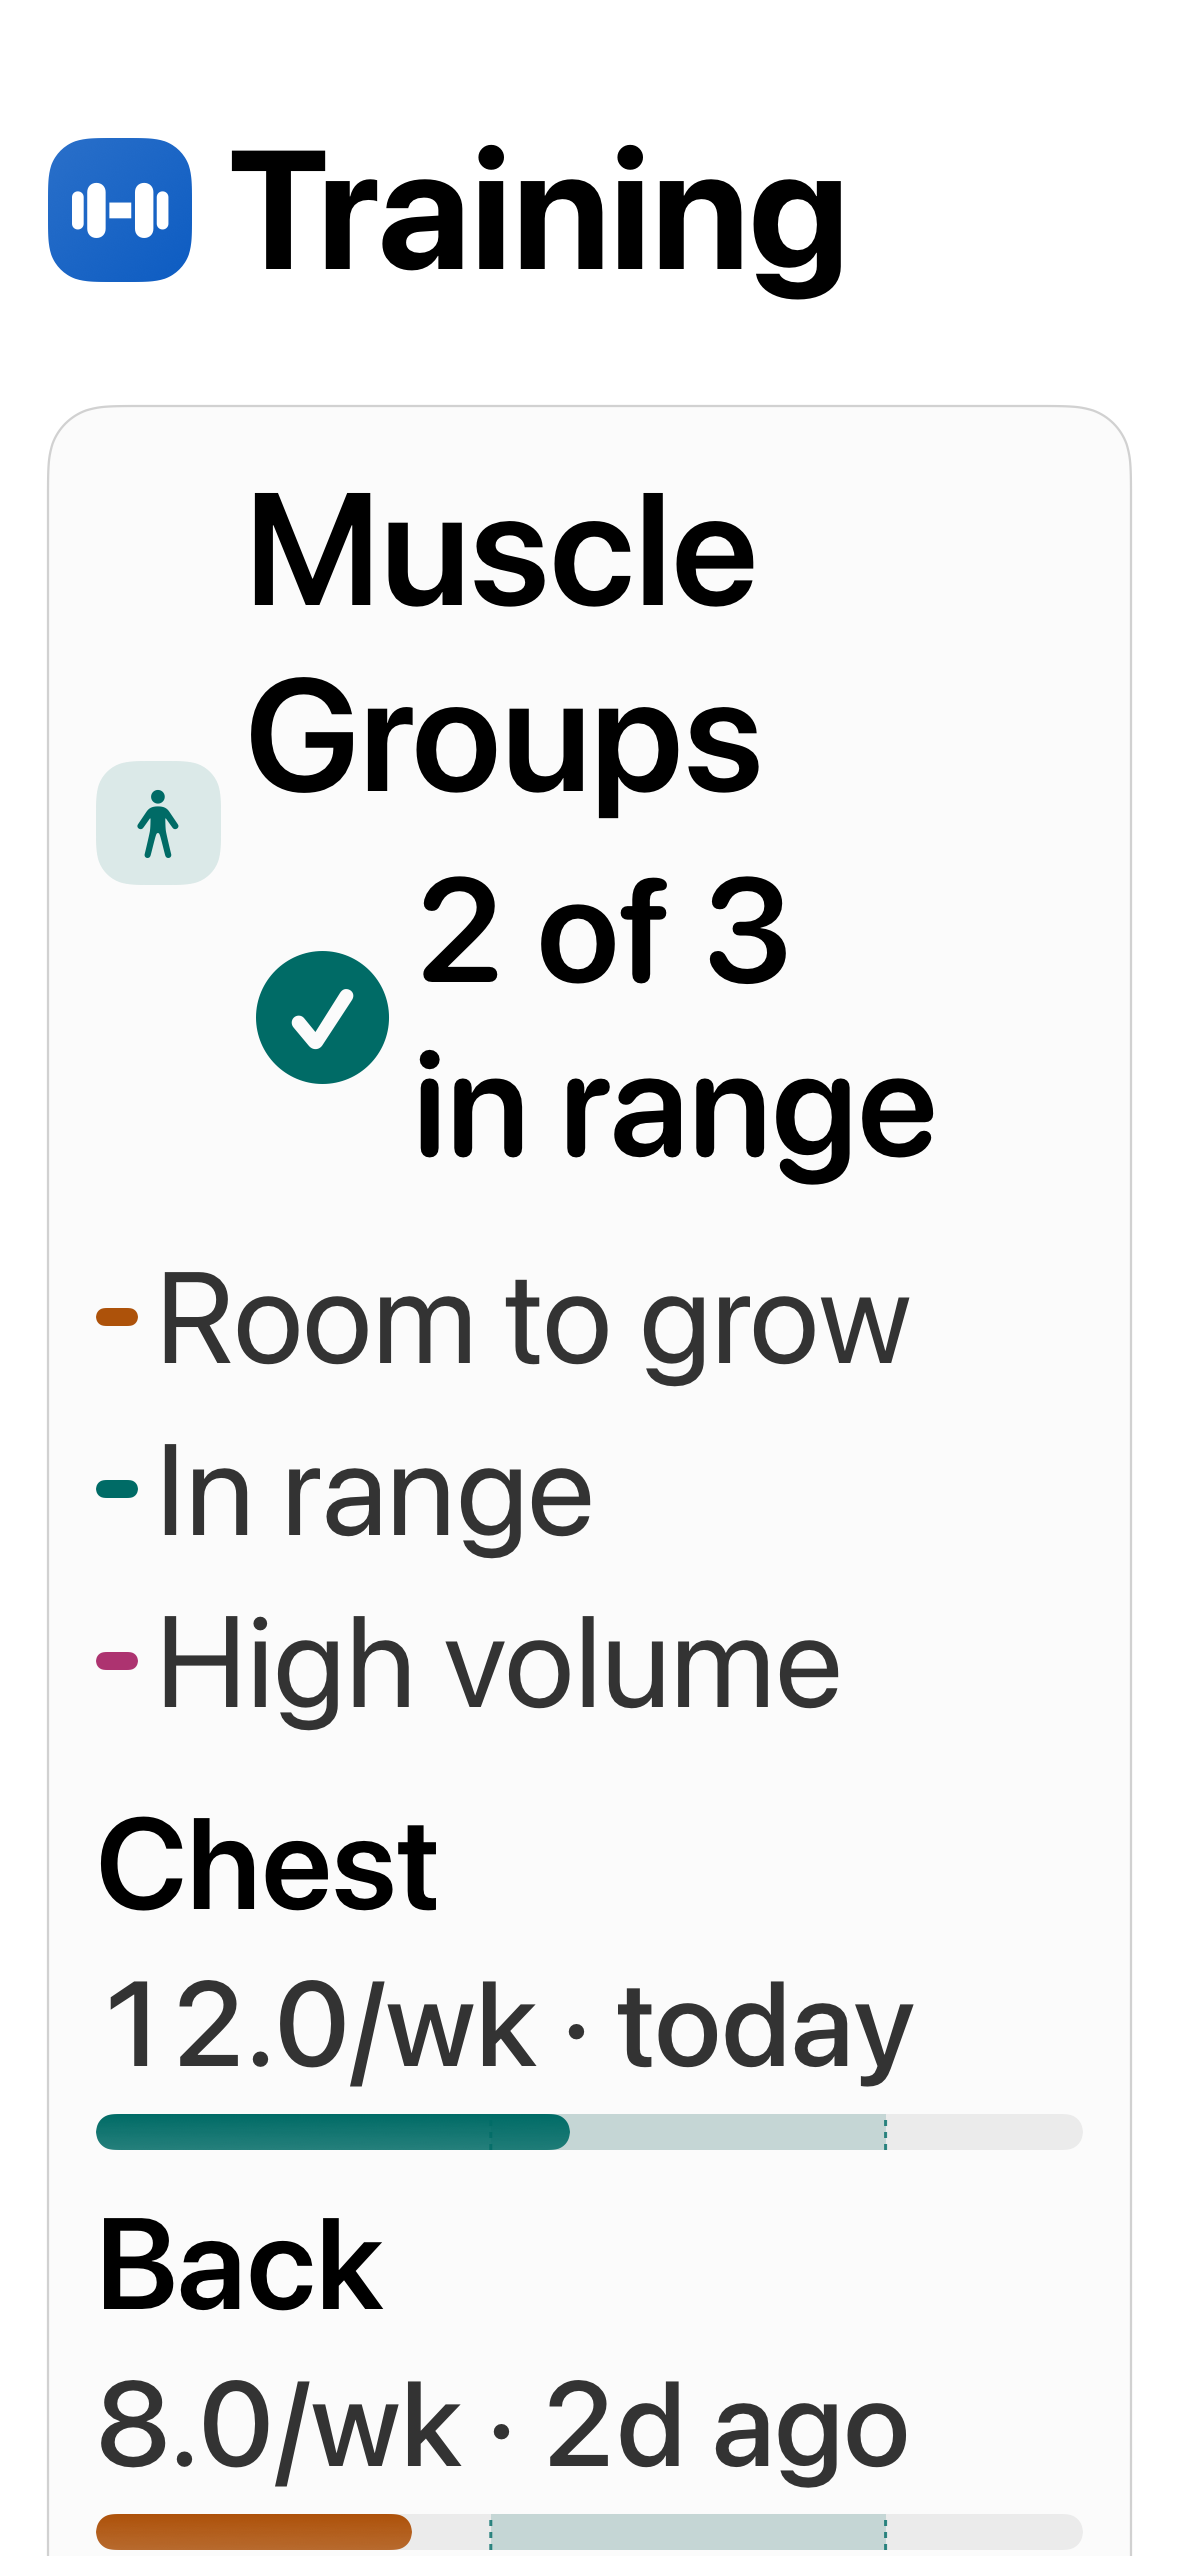 Training
Muscle
Groups
2 of 3
in range
Room to grow
In range
High volume
Chest
12.0/wk · today
Back
8.0/wk · 2d ago